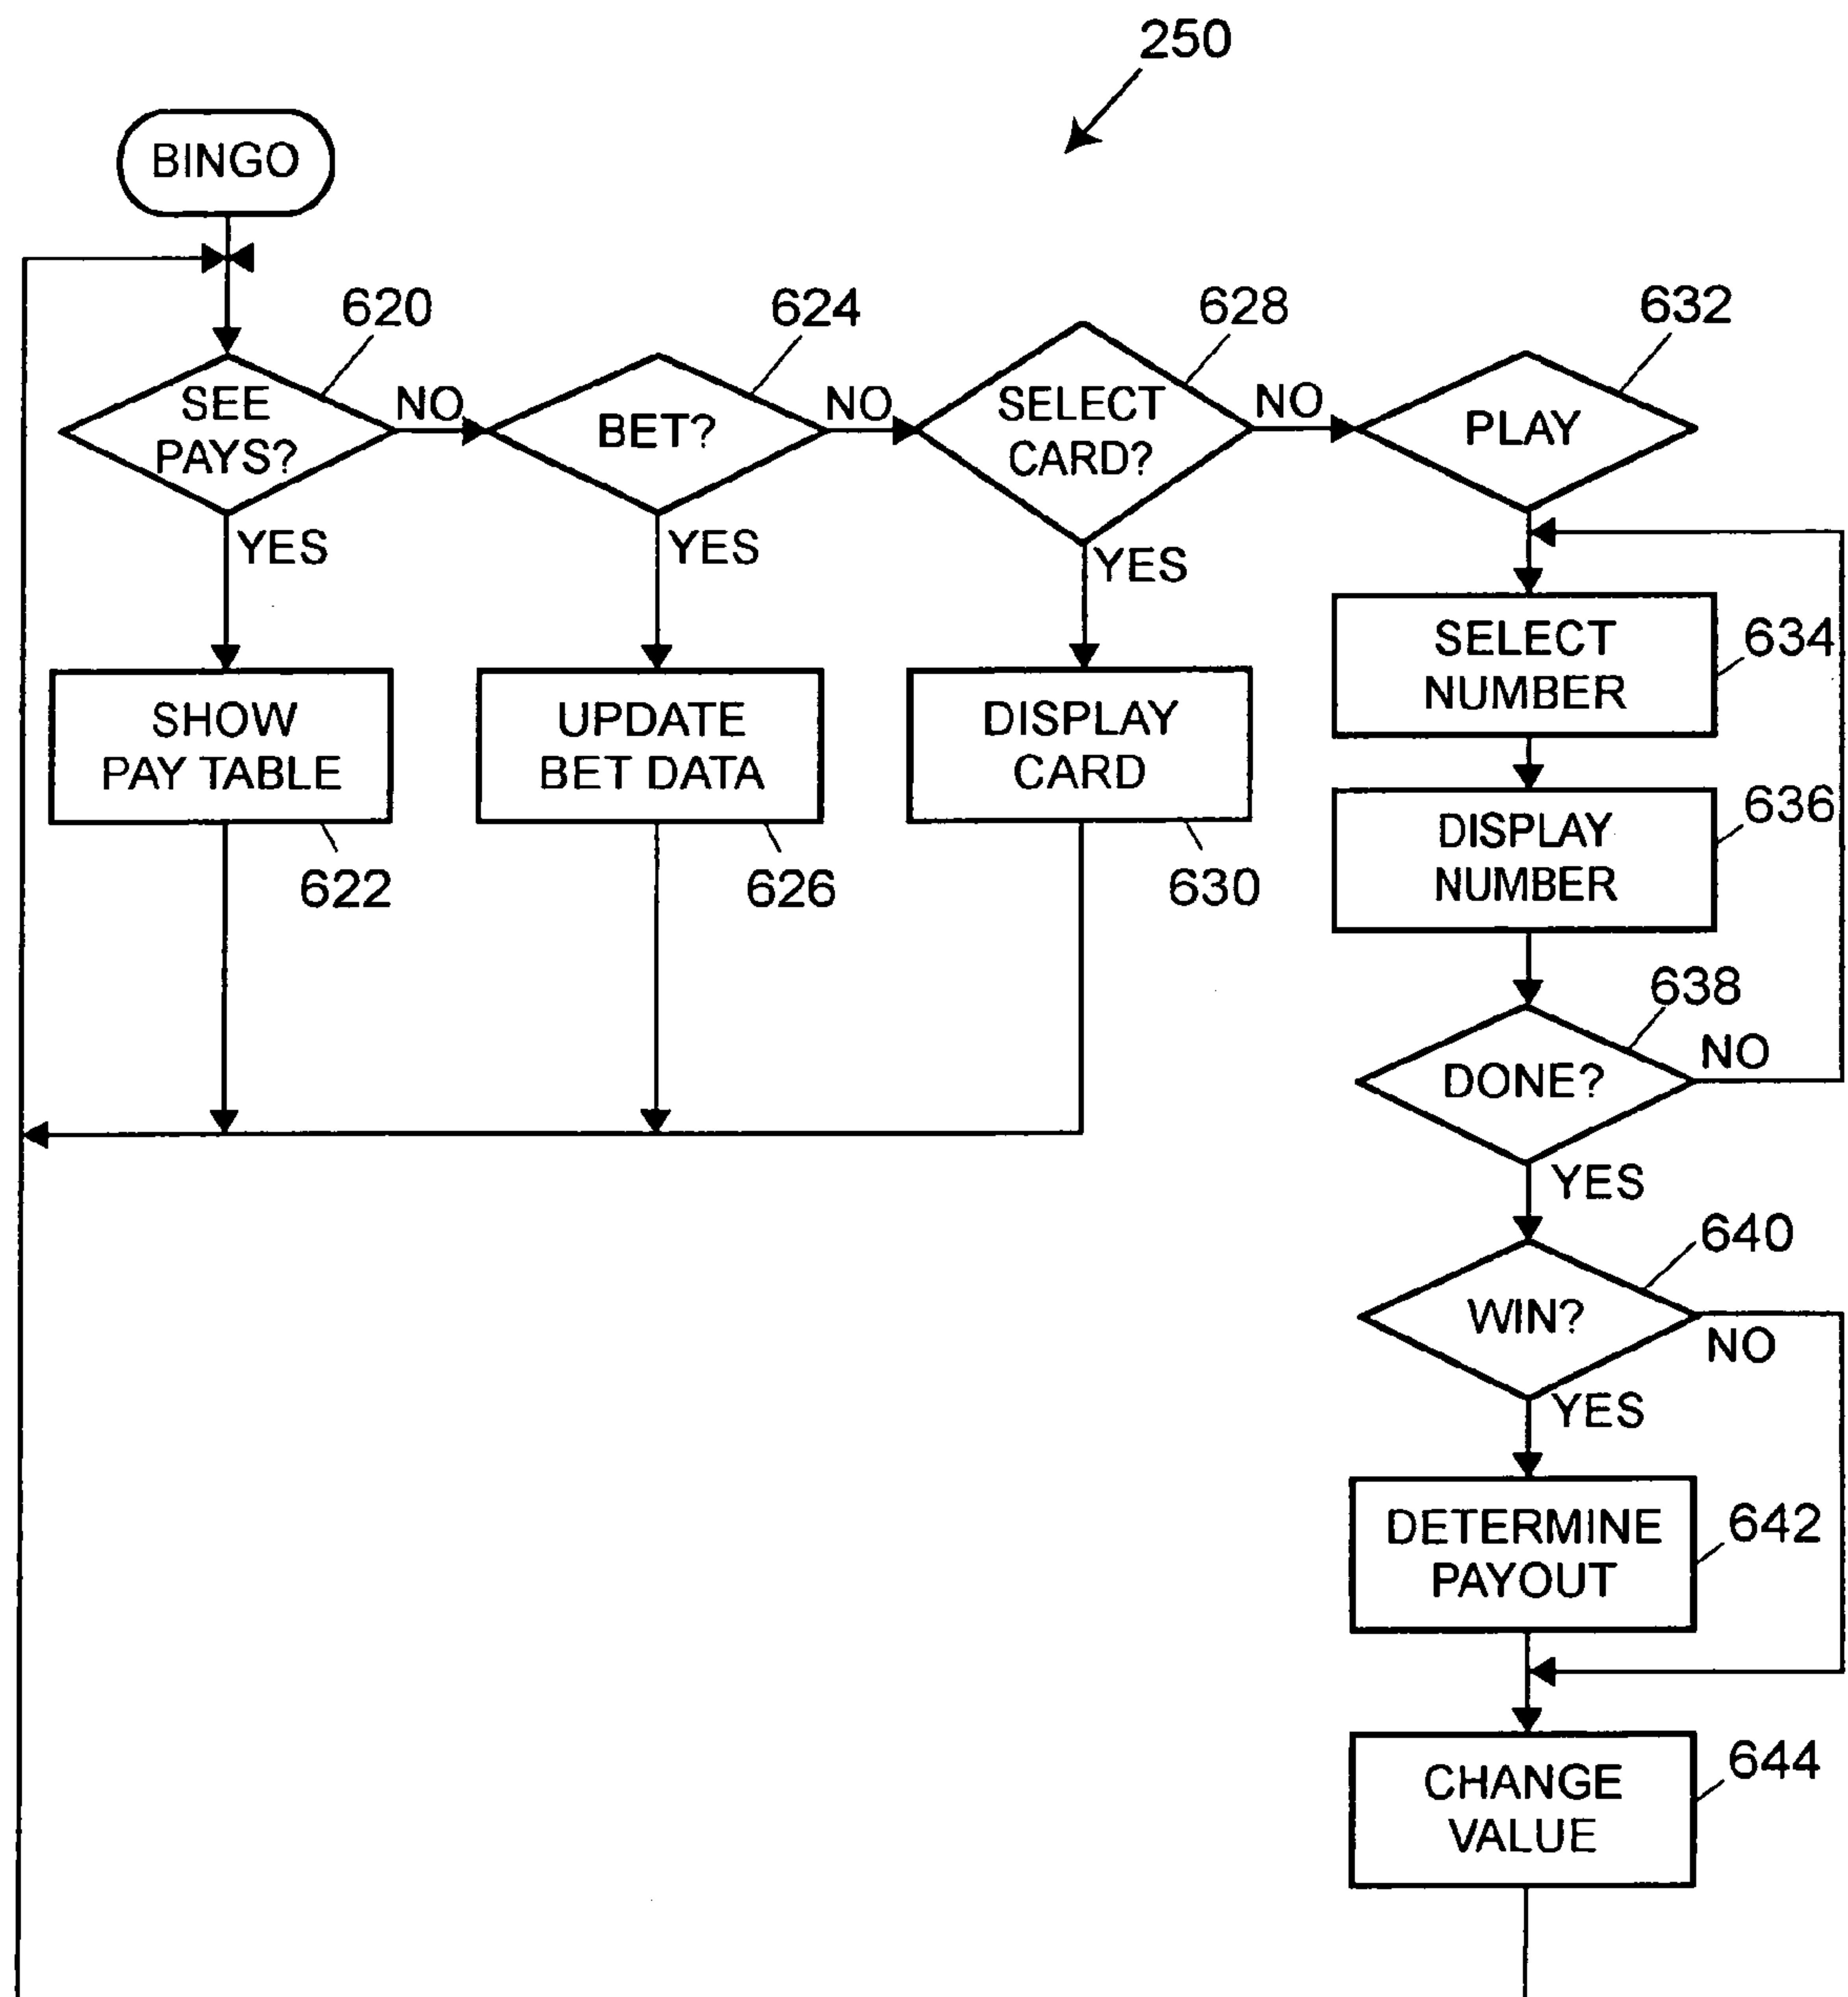 250
BINGO
620
624
628
632
SEE
PAYS?
NO
BET?
NO
SELECT
CARD?
NO
PLAY
YES
YES
YES
SELECT
NUMBER
634
SHOW
PAY TABLE
UPDATE
BET DATA
DISPLAY
CARD
DISPLAY
NUMBER
636
622
626
630
638
DONE?
NO
YES
640
WIN?
NO
YES
DETERMINE
PAYOUT
642
CHANGE
VALUE
644